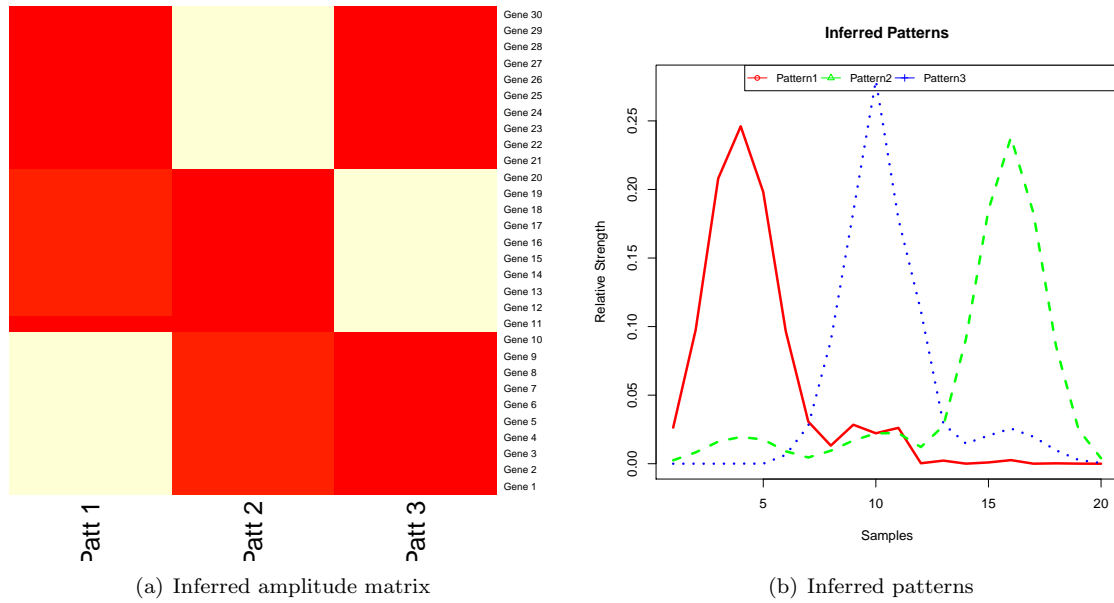 Gene 30
Gene 29
Gene 28
Gene 27
Gene 26
Gene 25
Gene 24
Gene 23
Gene 22
Gene 21
Gene 20
Gene 19
Gene 18
Gene 17
Gene 16
Gene 15
Gene 14
Gene 13
Gene 12
Gene 11
Gene 10
Gene 9
Gene 8
Gene 7
Gene 6
Gene 5
Gene 4
Gene 3
Gene 2
Gene 1
Patt 1
Patt 2
Patt 3
(a) Inferred amplitude matrix
Inferred Patterns
Pattern1 Pattern2 Pattern3
Relative Strength
0.25
0.20
0.15
0.10
0.05
0.00
5 10 15 20
Samples
(b) Inferred patterns